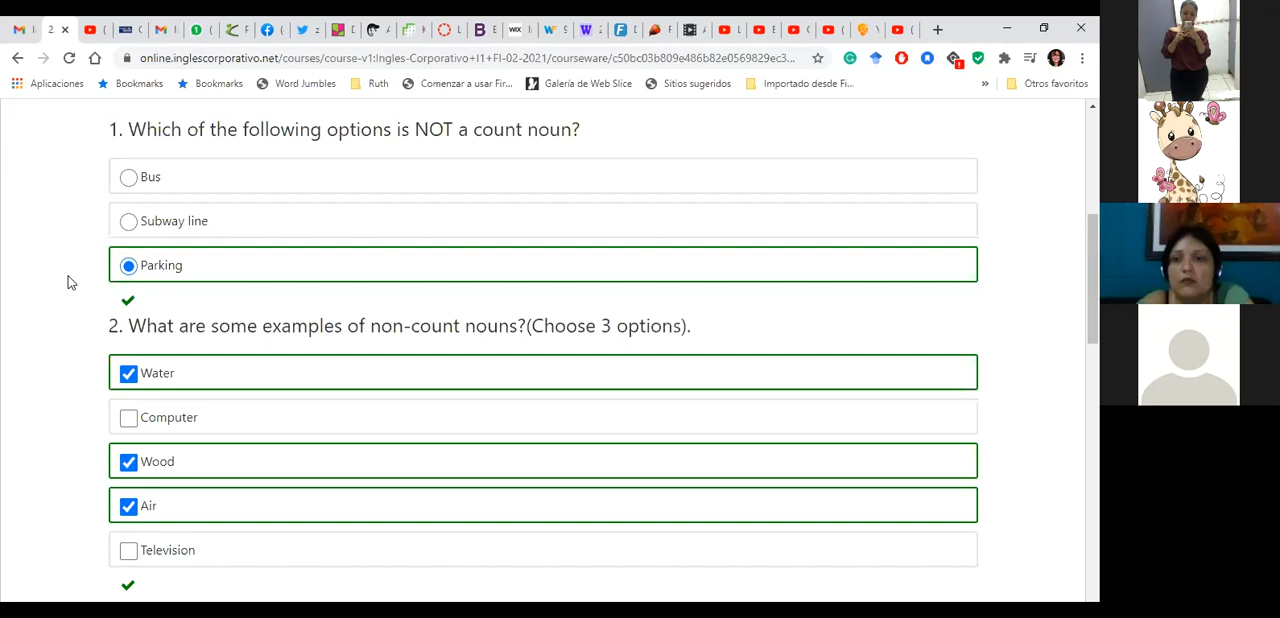 2.
online.inglescorporativo.net/courses/course-v1:Ingles-Corporativo+I1+FI-02-2021/courseware/c50bc03b809e486b82e0569829ec3...
Aplicaciones Bookmarks Bookmarks Word Jumbles Ruth Comenzar a usar Fir... Galería de Web Slice Sitios sugeridos Importado desde Fi... » Otros favoritos
1. Which of the following options is NOT a count noun?
Bus
Subway line
Parking
2. What are some examples of non-count nouns?(Choose 3 options).
Water
Computer
Wood
Air
Television